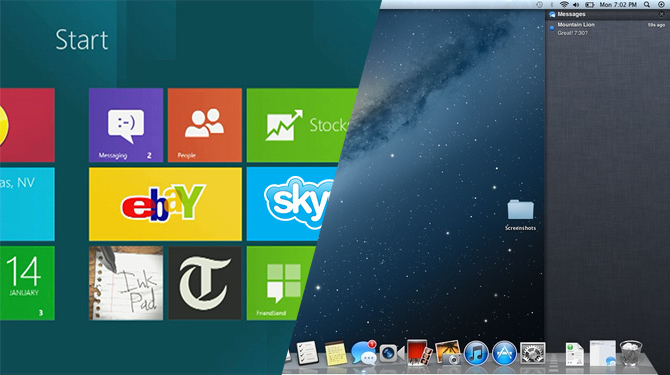 Start
:-)
Messaging 2
People
Stocks
as, NV
ebaY
sky
14
JANUARY
3
Ink
Pad
T
FriendSend
Mon 7:02 PM
Messages
Mountain Lion 59s ago
Great! 7:30?
Screenshots